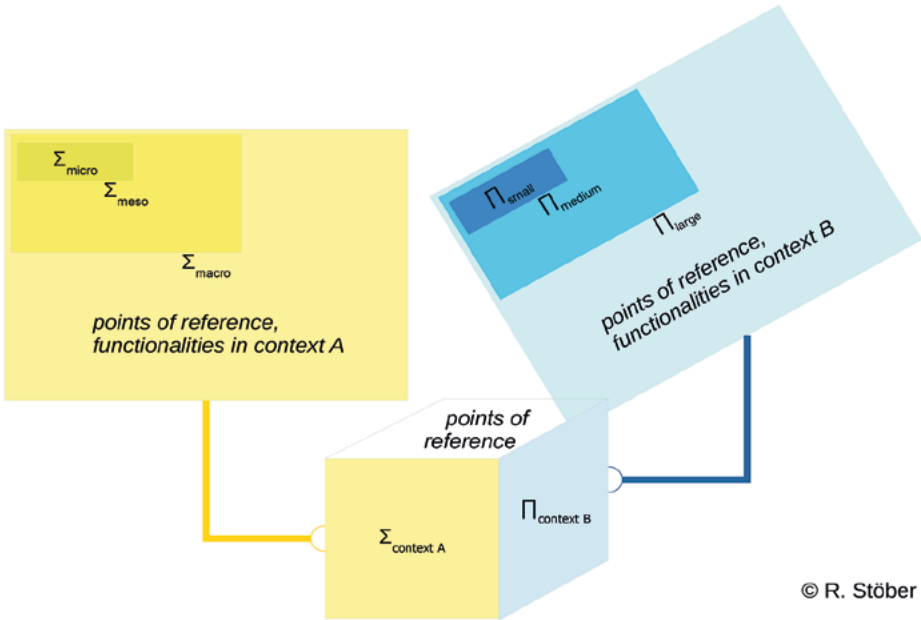 Σmicro
Σmeso
Σmacro
points of reference,
functionalities in context A
∏small
∏medium
∏large
points of reference,
functionalities in context B
points of
reference
Σcontext A
∏context B
© R. Stöber